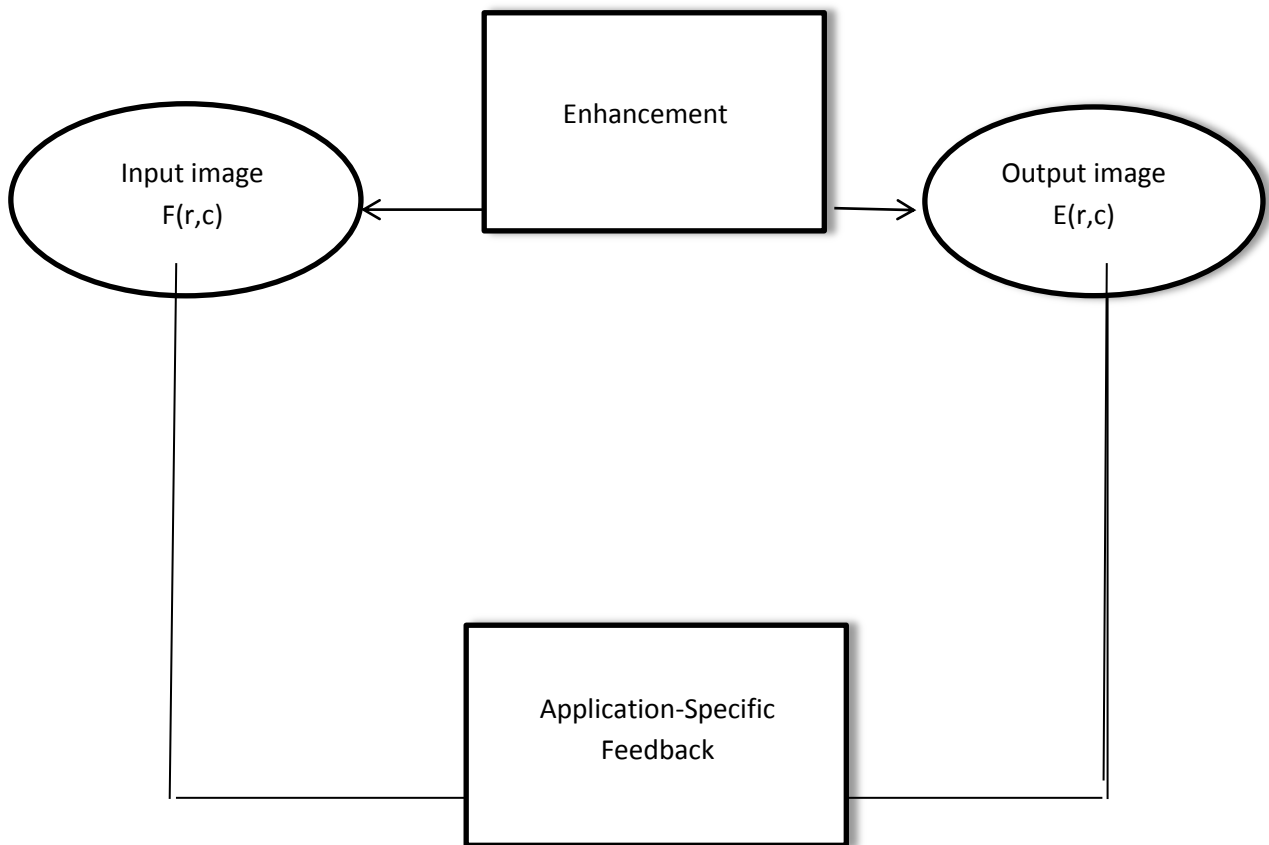 Enhancement
Input image
F(r,c)
Output image
E(r,c)
Application-Specific
Feedback